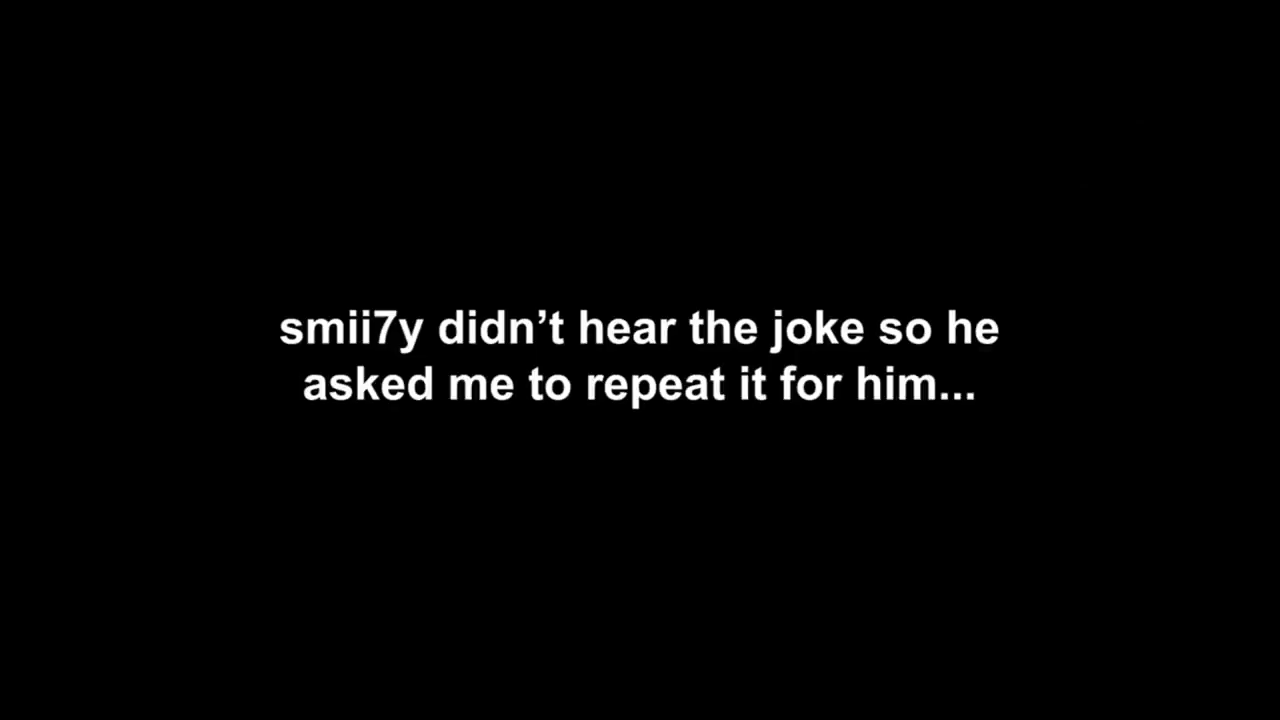 smii7y didn’t hear the joke so he
asked me to repeat it for him...